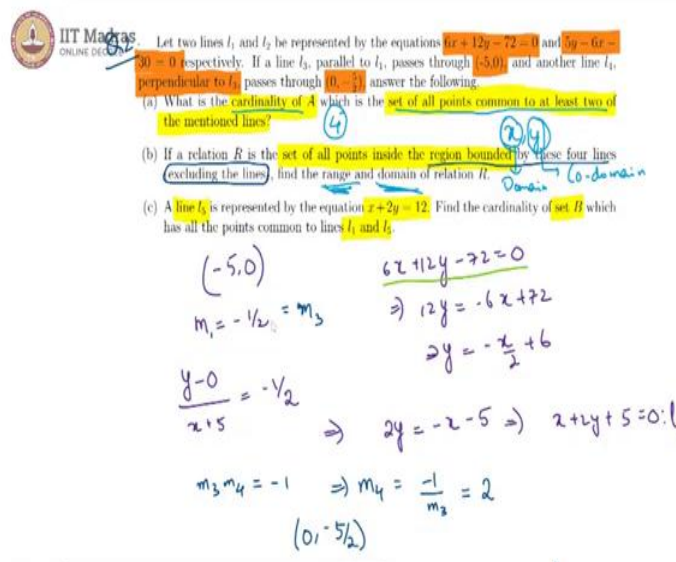 IIT Madras
ONLINE DEGREE
Q2. Let two lines l₁ and l₂ be represented by the equations 6x + 12y − 72 = 0 and 5y − 6x −
30 = 0 respectively. If a line l₃, parallel to l₁, passes through (-5,0), and another line l₄,
perpendicular to l₃, passes through (0, −5/2), answer the following.
(a) What is the cardinality of A which is the set of all points common to at least two of
the mentioned lines?
4
(x, y)
(b) If a relation R is the set of all points inside the region bounded by these four lines
(excluding the lines), find the range and domain of relation R.
Domain Co-domain
(c) A line l₅ is represented by the equation x+2y = 12. Find the cardinality of set B which
has all the points common to lines l₁ and l₅.
(-5,0) 6x+12y-72=0
m₁ = -1/2 = m₃ ⇒ 12y = -6x+72
2y = -x/2 + 6
y-0/x+5 = -1/2
⇒ 2y = -x-5 ⇒ x+2y+5=0:(
m₃m₄ = -1 ⇒ m₄ = -1/m₃ = 2
(0,-5/2)